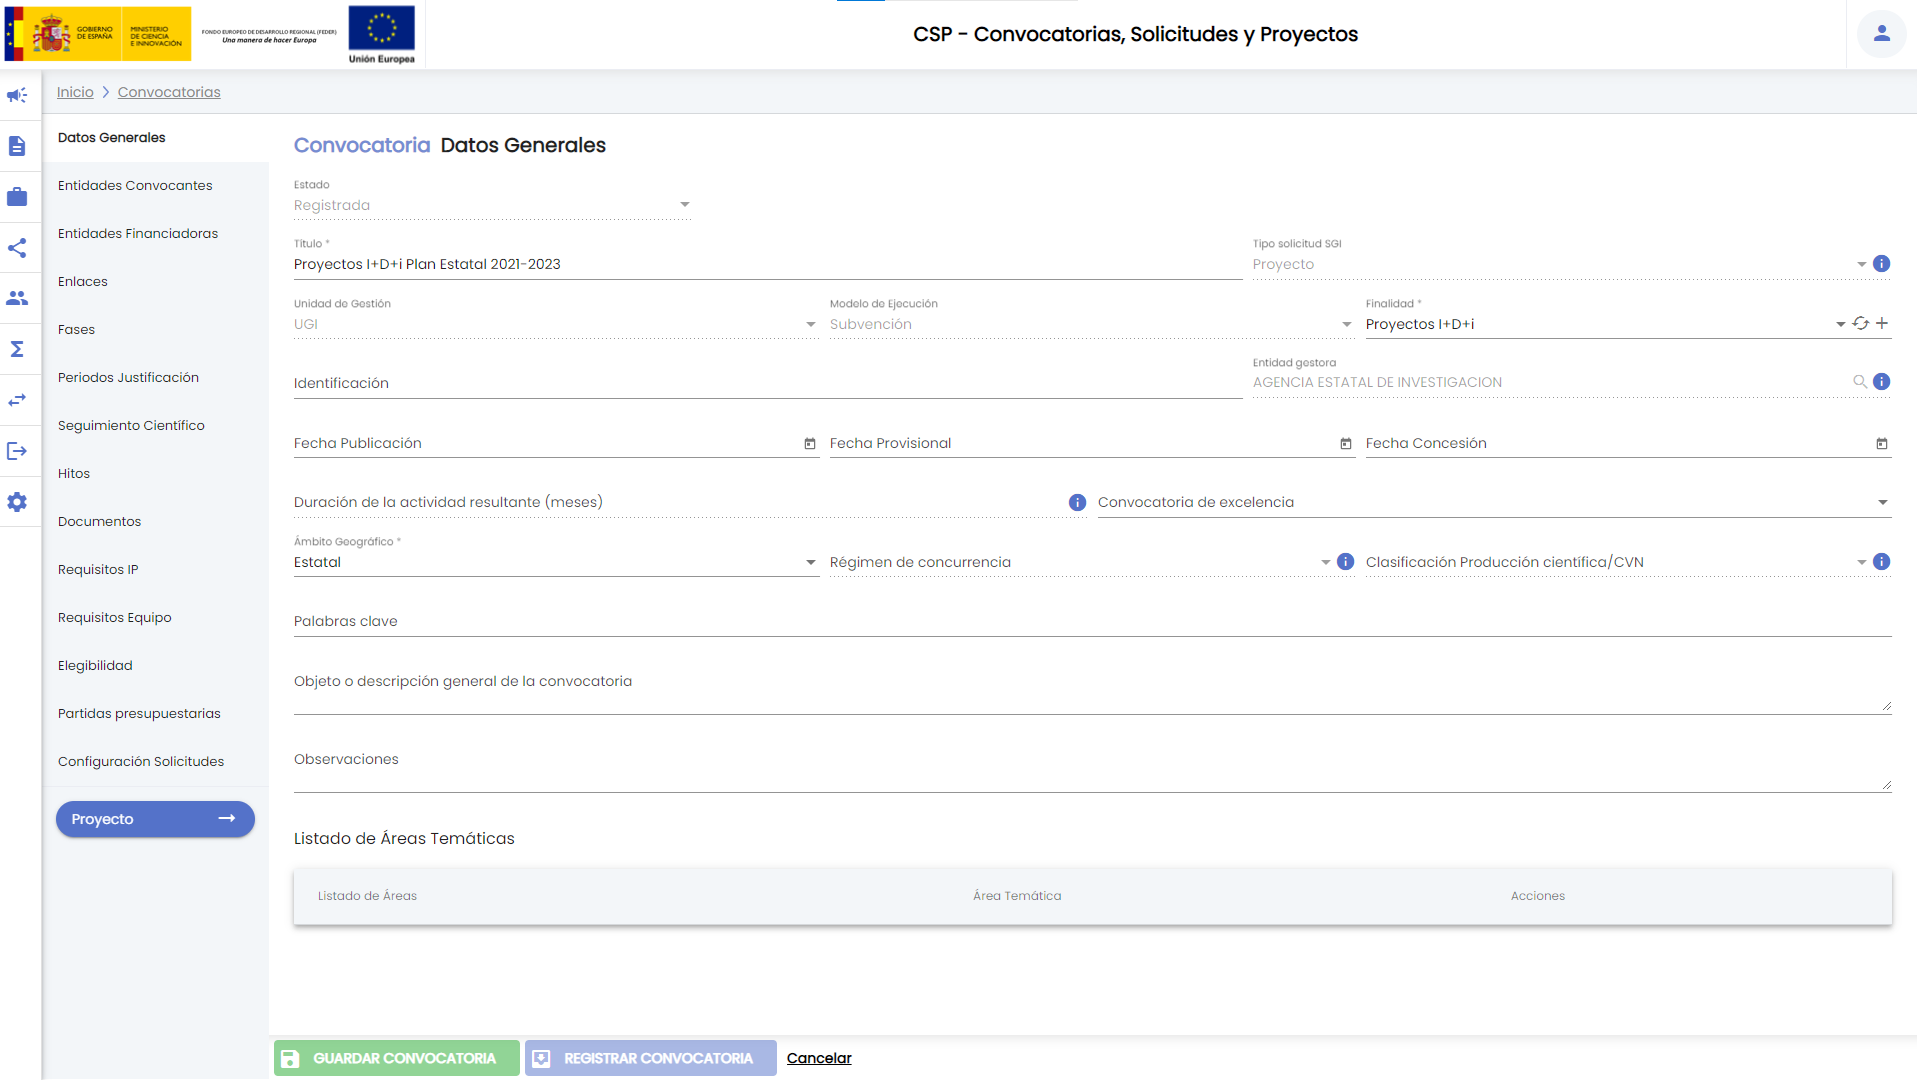 GOBIERNO
DE ESPAÑA
MINISTERIO
DE CIENCIA
E INNOVACIÓN
FONDO EUROPEO DE DESARROLLO REGIONAL (FEDER)
Una manera de hacer Europa
Unión Europea
CSP - Convocatorias, Solicitudes y Proyectos
Inicio > Convocatorias
Datos Generales
Entidades Convocantes
Entidades Financiadoras
Enlaces
Fases
Periodos Justificación
Seguimiento Científico
Hitos
Documentos
Requisitos IP
Requisitos Equipo
Elegibilidad
Partidas presupuestarias
Configuración Solicitudes
Proyecto
Convocatoria Datos Generales
Estado
Registrada
Título *
Proyectos I+D+i Plan Estatal 2021-2023
Tipo solicitud SGI
Proyecto
Unidad de Gestión
UGI
Modelo de Ejecución
Subvención
Finalidad *
Proyectos I+D+i
Identificación
Entidad gestora
AGENCIA ESTATAL DE INVESTIGACION
Fecha Publicación
Fecha Provisional
Fecha Concesión
Duración de la actividad resultante (meses)
Convocatoria de excelencia
Ámbito Geográfico *
Estatal
Régimen de concurrencia
Clasificación Producción científica/CVN
Palabras clave
Objeto o descripción general de la convocatoria
Observaciones
Listado de Áreas Temáticas
Listado de Áreas
Área Temática
Acciones
GUARDAR CONVOCATORIA
REGISTRAR CONVOCATORIA
Cancelar